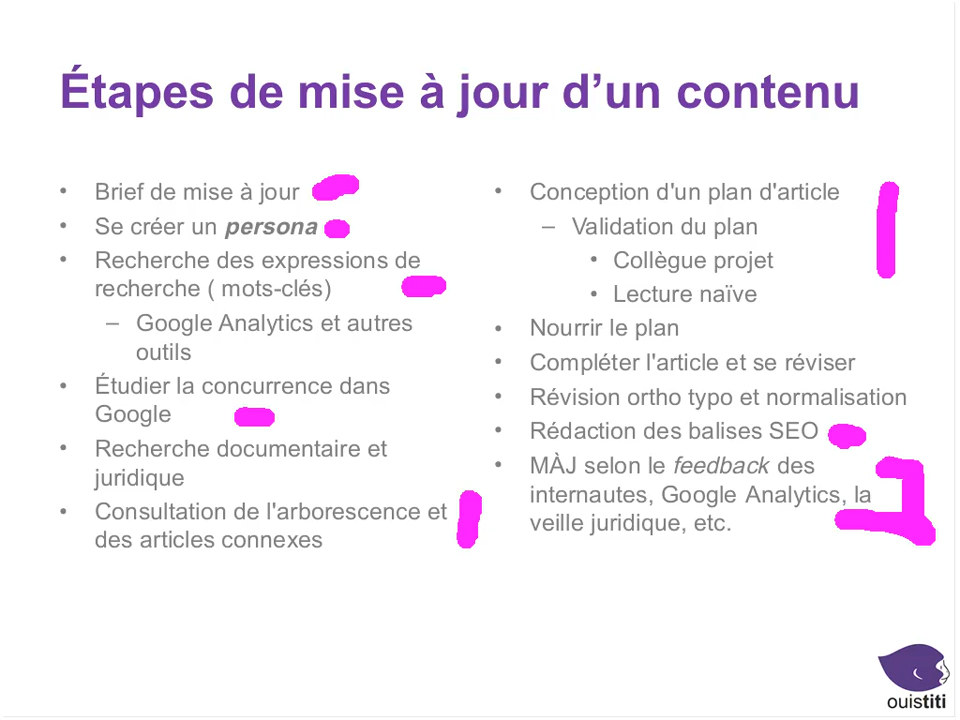 Étapes de mise à jour d’un contenu
• Brief de mise à jour
• Se créer un persona
• Recherche des expressions de
recherche ( mots-clés)
– Google Analytics et autres
outils
• Étudier la concurrence dans
Google
• Recherche documentaire et
juridique
• Consultation de l'arborescence et
des articles connexes
• Conception d'un plan d'article
– Validation du plan
• Collègue projet
• Lecture naïve
• Nourrir le plan
• Compléter l'article et se réviser
• Révision ortho typo et normalisation
• Rédaction des balises SEO
• MÀJ selon le feedback des
internautes, Google Analytics, la
veille juridique, etc.
ouistiti